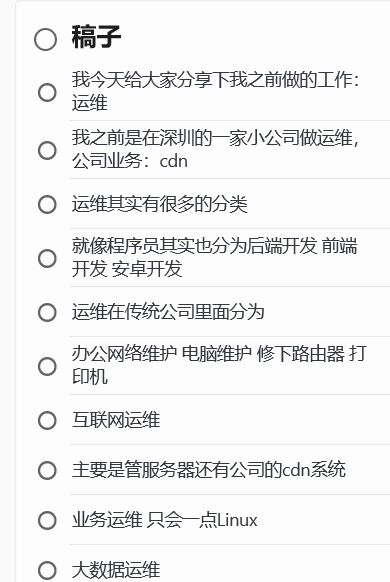 稿子
我今天给大家分享下我之前做的工作：
运维
我之前是在深圳的一家小公司做运维，
公司业务：cdn
运维其实有很多的分类
就像程序员其实也分为后端开发 前端
开发 安卓开发
运维在传统公司里面分为
办公网络维护 电脑维护 修下路由器 打
印机
互联网运维
主要是管服务器还有公司的cdn系统
业务运维 只会一点Linux
大数据运维